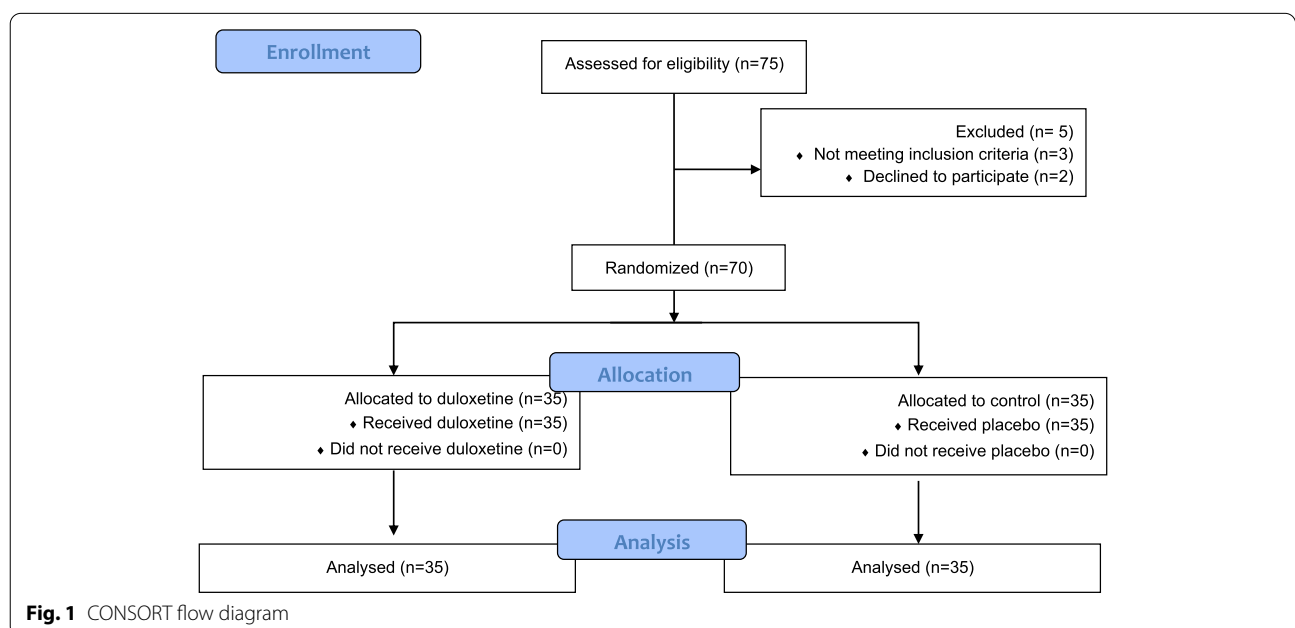 Enrollment
Assessed for eligibility (n=75)
Excluded (n= 5)
♦ Not meeting inclusion criteria (n=3)
♦ Declined to participate (n=2)
Randomized (n=70)
Allocation
Allocated to duloxetine (n=35)
♦ Received duloxetine (n=35)
♦ Did not receive duloxetine (n=0)
Allocated to control (n=35)
♦ Received placebo (n=35)
♦ Did not receive placebo (n=0)
Analysis
Analysed (n=35)
Analysed (n=35)
Fig. 1 CONSORT flow diagram